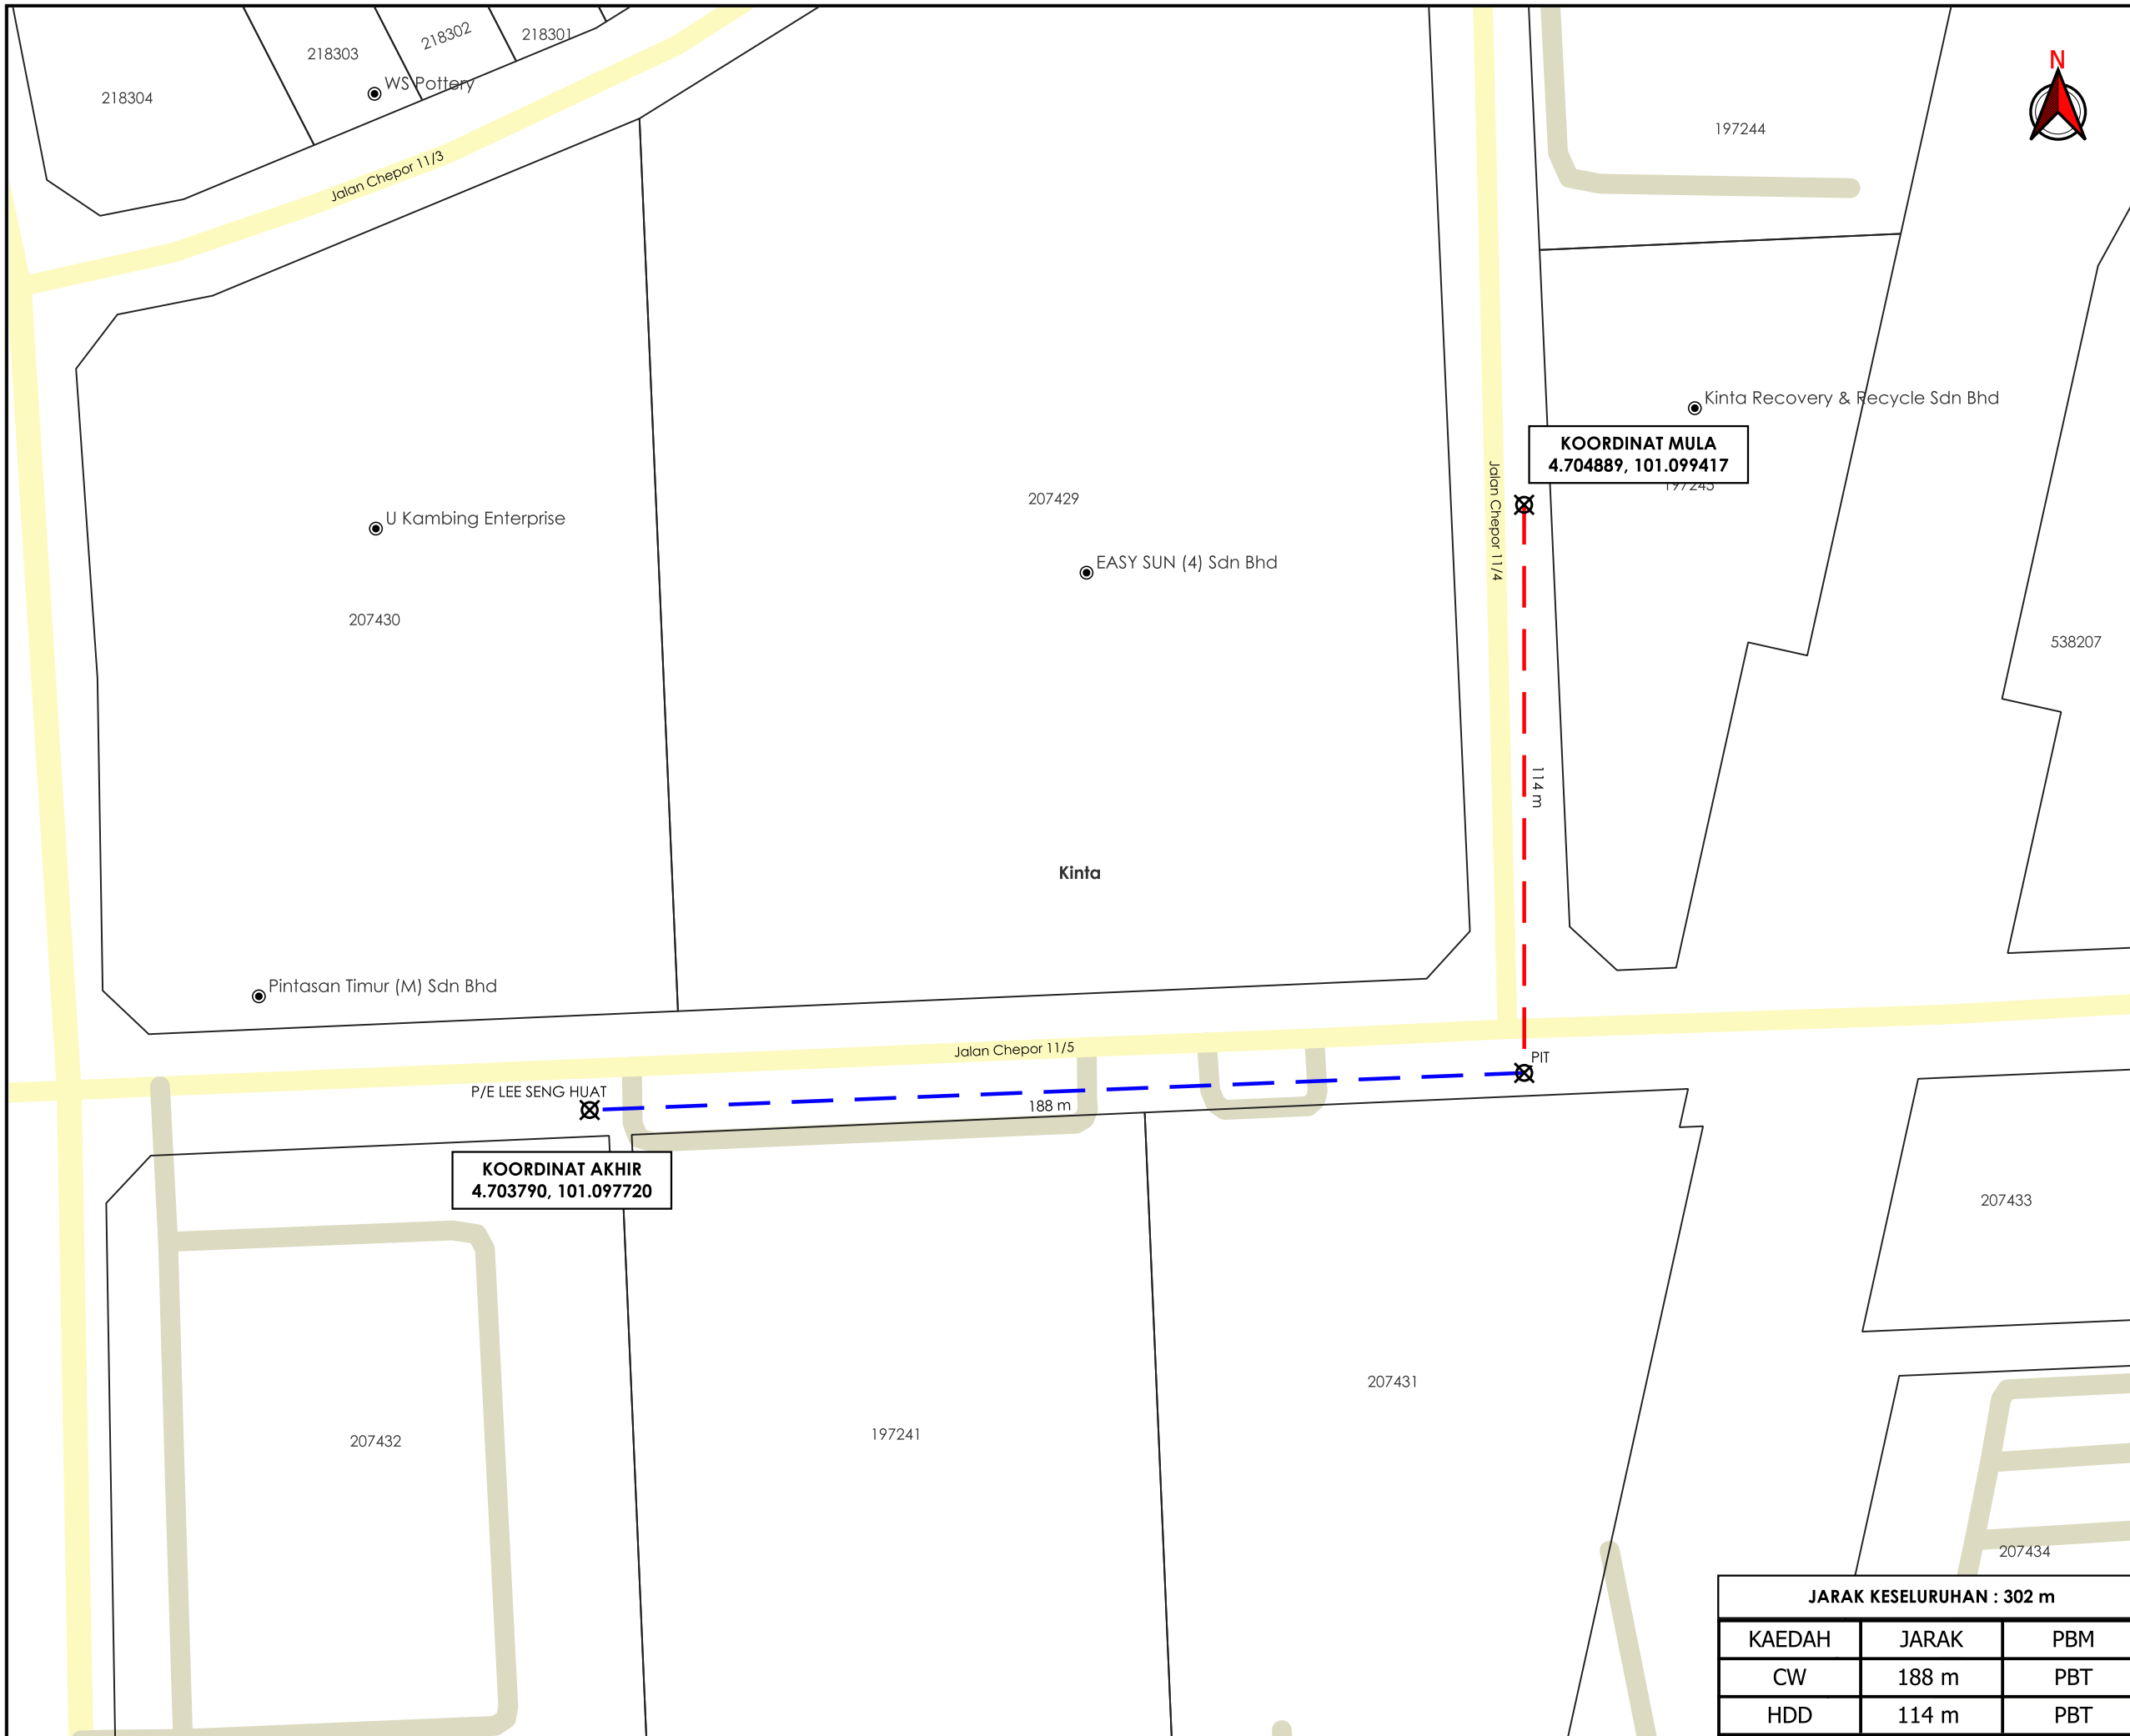 218301
218302
218303
WS Pottery
218304
N
197244
Jalan Chepor 11/3
Kinta Recovery & Recycle Sdn Bhd
KOORDINAT MULA
4.704889, 101.099417
197245
207429
U Kambing Enterprise
Jalan Chepor 11/4
EASY SUN (4) Sdn Bhd
207430
538207
114 m
Kinta
Pintasan Timur (M) Sdn Bhd
Jalan Chepor 11/5
PIT
P/E LEE SENG HUAT
188 m
KOORDINAT AKHIR
4.703790, 101.097720
207433
207431
197241
207432
207434
JARAK KESELURUHAN : 302 m
KAEDAH JARAK PBM
CW 188 m PBT
HDD 114 m PBT